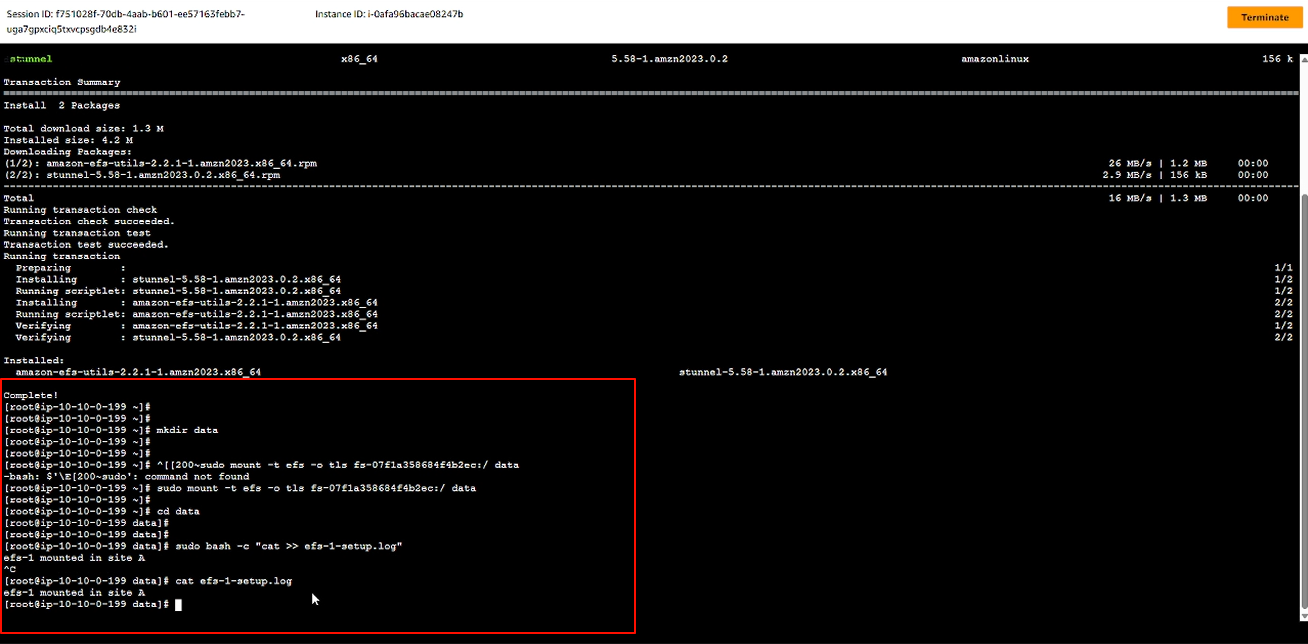 Session ID: f751028f-70db-4aab-b601-ee57163febb7-
uga7gpxciq5txvcpsgdb4e832i
Instance ID: i-0afa96bacae08247b
Terminate
stunnel x86_64 5.58-1.amzn2023.0.2 amazonlinux 156 k
Transaction Summary
Install  2 Packages
Total download size: 1.3 M
Installed size: 4.2 M
Downloading Packages:
(1/2): amazon-efs-utils-2.2.1-1.amzn2023.x86_64.rpm 26 MB/s | 1.2 MB 00:00
(2/2): stunnel-5.58-1.amzn2023.0.2.x86_64.rpm 2.9 MB/s | 156 kB 00:00
Total 16 MB/s | 1.3 MB 00:00
Running transaction check
Transaction check succeeded.
Running transaction test
Transaction test succeeded.
Running transaction
Preparing : 1/1
Installing : stunnel-5.58-1.amzn2023.0.2.x86_64 1/2
Running scriptlet: stunnel-5.58-1.amzn2023.0.2.x86_64 1/2
Installing : amazon-efs-utils-2.2.1-1.amzn2023.x86_64 2/2
Running scriptlet: amazon-efs-utils-2.2.1-1.amzn2023.x86_64 2/2
Verifying : amazon-efs-utils-2.2.1-1.amzn2023.x86_64 1/2
Verifying : stunnel-5.58-1.amzn2023.0.2.x86_64 2/2
Installed:
amazon-efs-utils-2.2.1-1.amzn2023.x86_64 stunnel-5.58-1.amzn2023.0.2.x86_64
Complete!
[root@ip-10-10-0-199 ~]#
[root@ip-10-10-0-199 ~]#
[root@ip-10-10-0-199 ~]# mkdir data
[root@ip-10-10-0-199 ~]#
[root@ip-10-10-0-199 ~]#
[root@ip-10-10-0-199 ~]# ^[[200~sudo mount -t efs -o tls fs-07f1a358684f4b2ec:/ data
-bash: $'\E[200~sudo': command not found
[root@ip-10-10-0-199 ~]# sudo mount -t efs -o tls fs-07f1a358684f4b2ec:/ data
[root@ip-10-10-0-199 ~]#
[root@ip-10-10-0-199 ~]# cd data
[root@ip-10-10-0-199 data]#
[root@ip-10-10-0-199 data]#
[root@ip-10-10-0-199 data]# sudo bash -c "cat >> efs-1-setup.log"
efs-1 mounted in site A
^C
[root@ip-10-10-0-199 data]# cat efs-1-setup.log
efs-1 mounted in site A
[root@ip-10-10-0-199 data]#